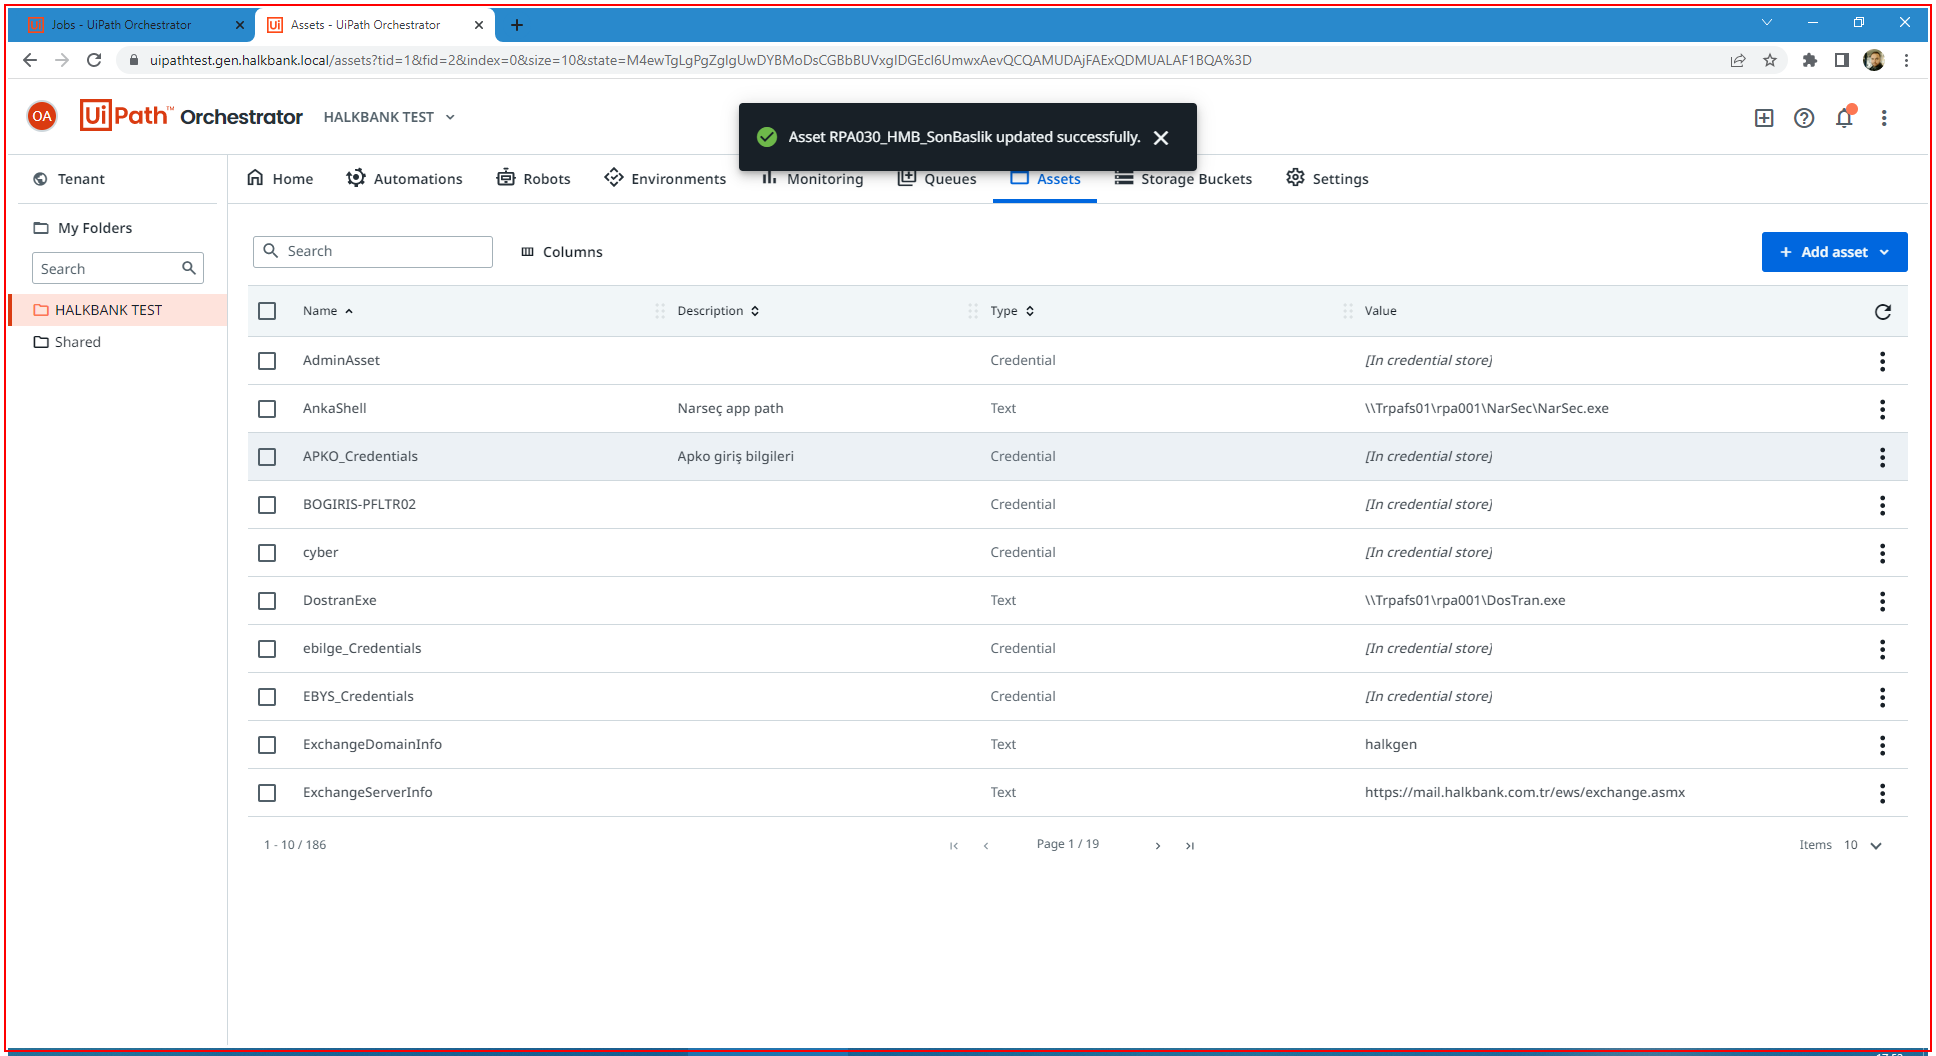 Jobs - UiPath Orchestrator
Assets - UiPath Orchestrator
uipathtest.gen.halkbank.local/assets?tid=1&fid=2&index=0&size=10&state=M4ewTgLgPgZglgUwDYBMoDsCGBbBUVxgIDGEcI6UmwxAevQCQAMUDAjFAExQDMUALAF1BQA%3D
OA
UiPath™ Orchestrator
HALKBANK TEST
Asset RPA030_HMB_SonBaslik updated successfully.
Tenant
Home
Automations
Robots
Environments
Monitoring
Queues
Assets
Storage Buckets
Settings
My Folders
Search
HALKBANK TEST
Shared
Search
Columns
+ Add asset
Name
Description
Type
Value
AdminAsset Credential [In credential store]
AnkaShell Narseç app path Text \\Trpafs01\rpa001\NarSec\NarSec.exe
APKO_Credentials Apko giriş bilgileri Credential [In credential store]
BOGIRIS-PFLTR02 Credential [In credential store]
cyber Credential [In credential store]
DostranExe Text \\Trpafs01\rpa001\DosTran.exe
ebilge_Credentials Credential [In credential store]
EBYS_Credentials Credential [In credential store]
ExchangeDomainInfo Text halkgen
ExchangeServerInfo Text https://mail.halkbank.com.tr/ews/exchange.asmx
1 - 10 / 186
Page 1 / 19
Items 10